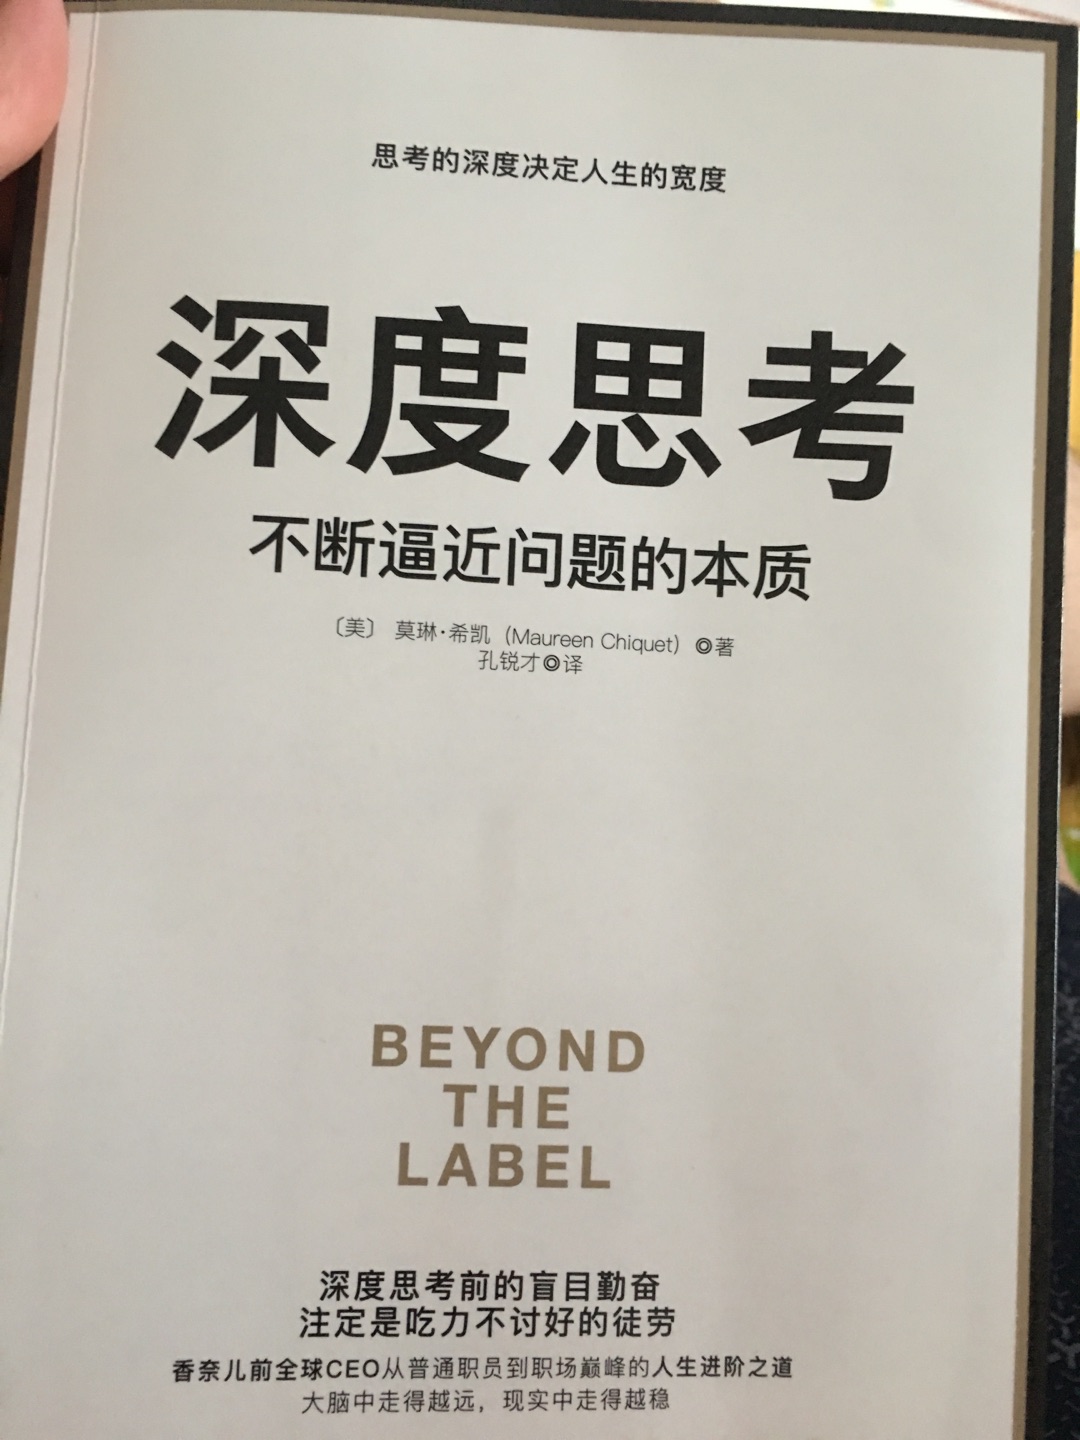 思考的深度决定人生的宽度
深度思考
不断逼近问题的本质
〔美〕 莫琳·希凯（Maureen Chiquet）◎著
孔锐才◎译
BEYOND
THE
LABEL
深度思考前的盲目勤奋
注定是吃力不讨好的徒劳
香奈儿前全球CEO从普通职员到职场巅峰的人生进阶之道
大脑中走得越远，现实中走得越稳